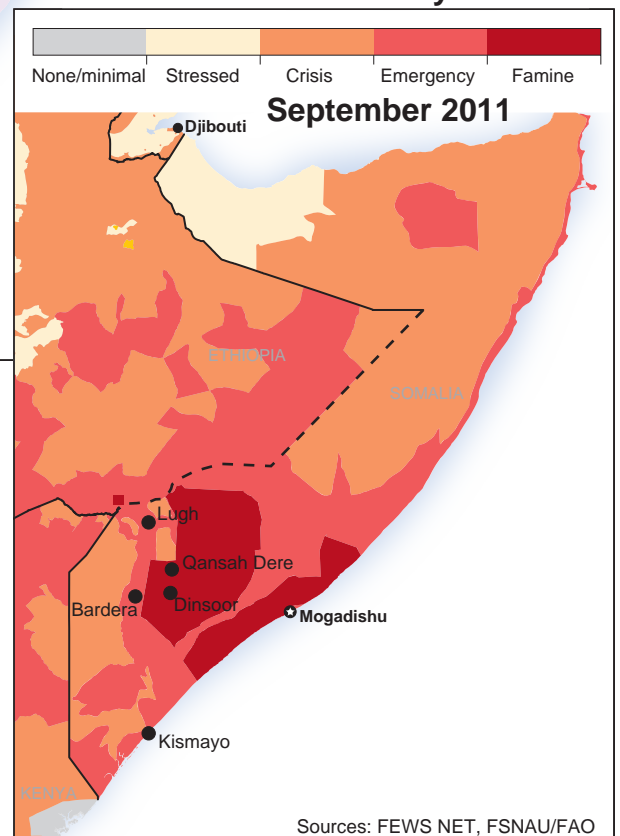 None/minimal Stressed Crisis Emergency Famine
September 2011
Djibouti
ETHIOPIA
SOMALIA
Lugh
Qansah Dere
Bardera
Dinsoor
Mogadishu
Kismayo
KENYA
Sources: FEWS NET, FSNAU/FAO